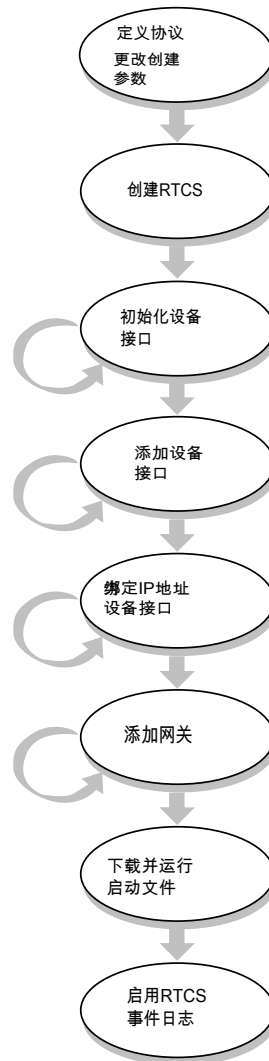 定义协议
更改创建
参数
创建RTCS
初始化设备
接口
添加设备
接口
绑定IP地址
设备接口
添加网关
下载并运行
启动文件
启用RTCS
事件日志